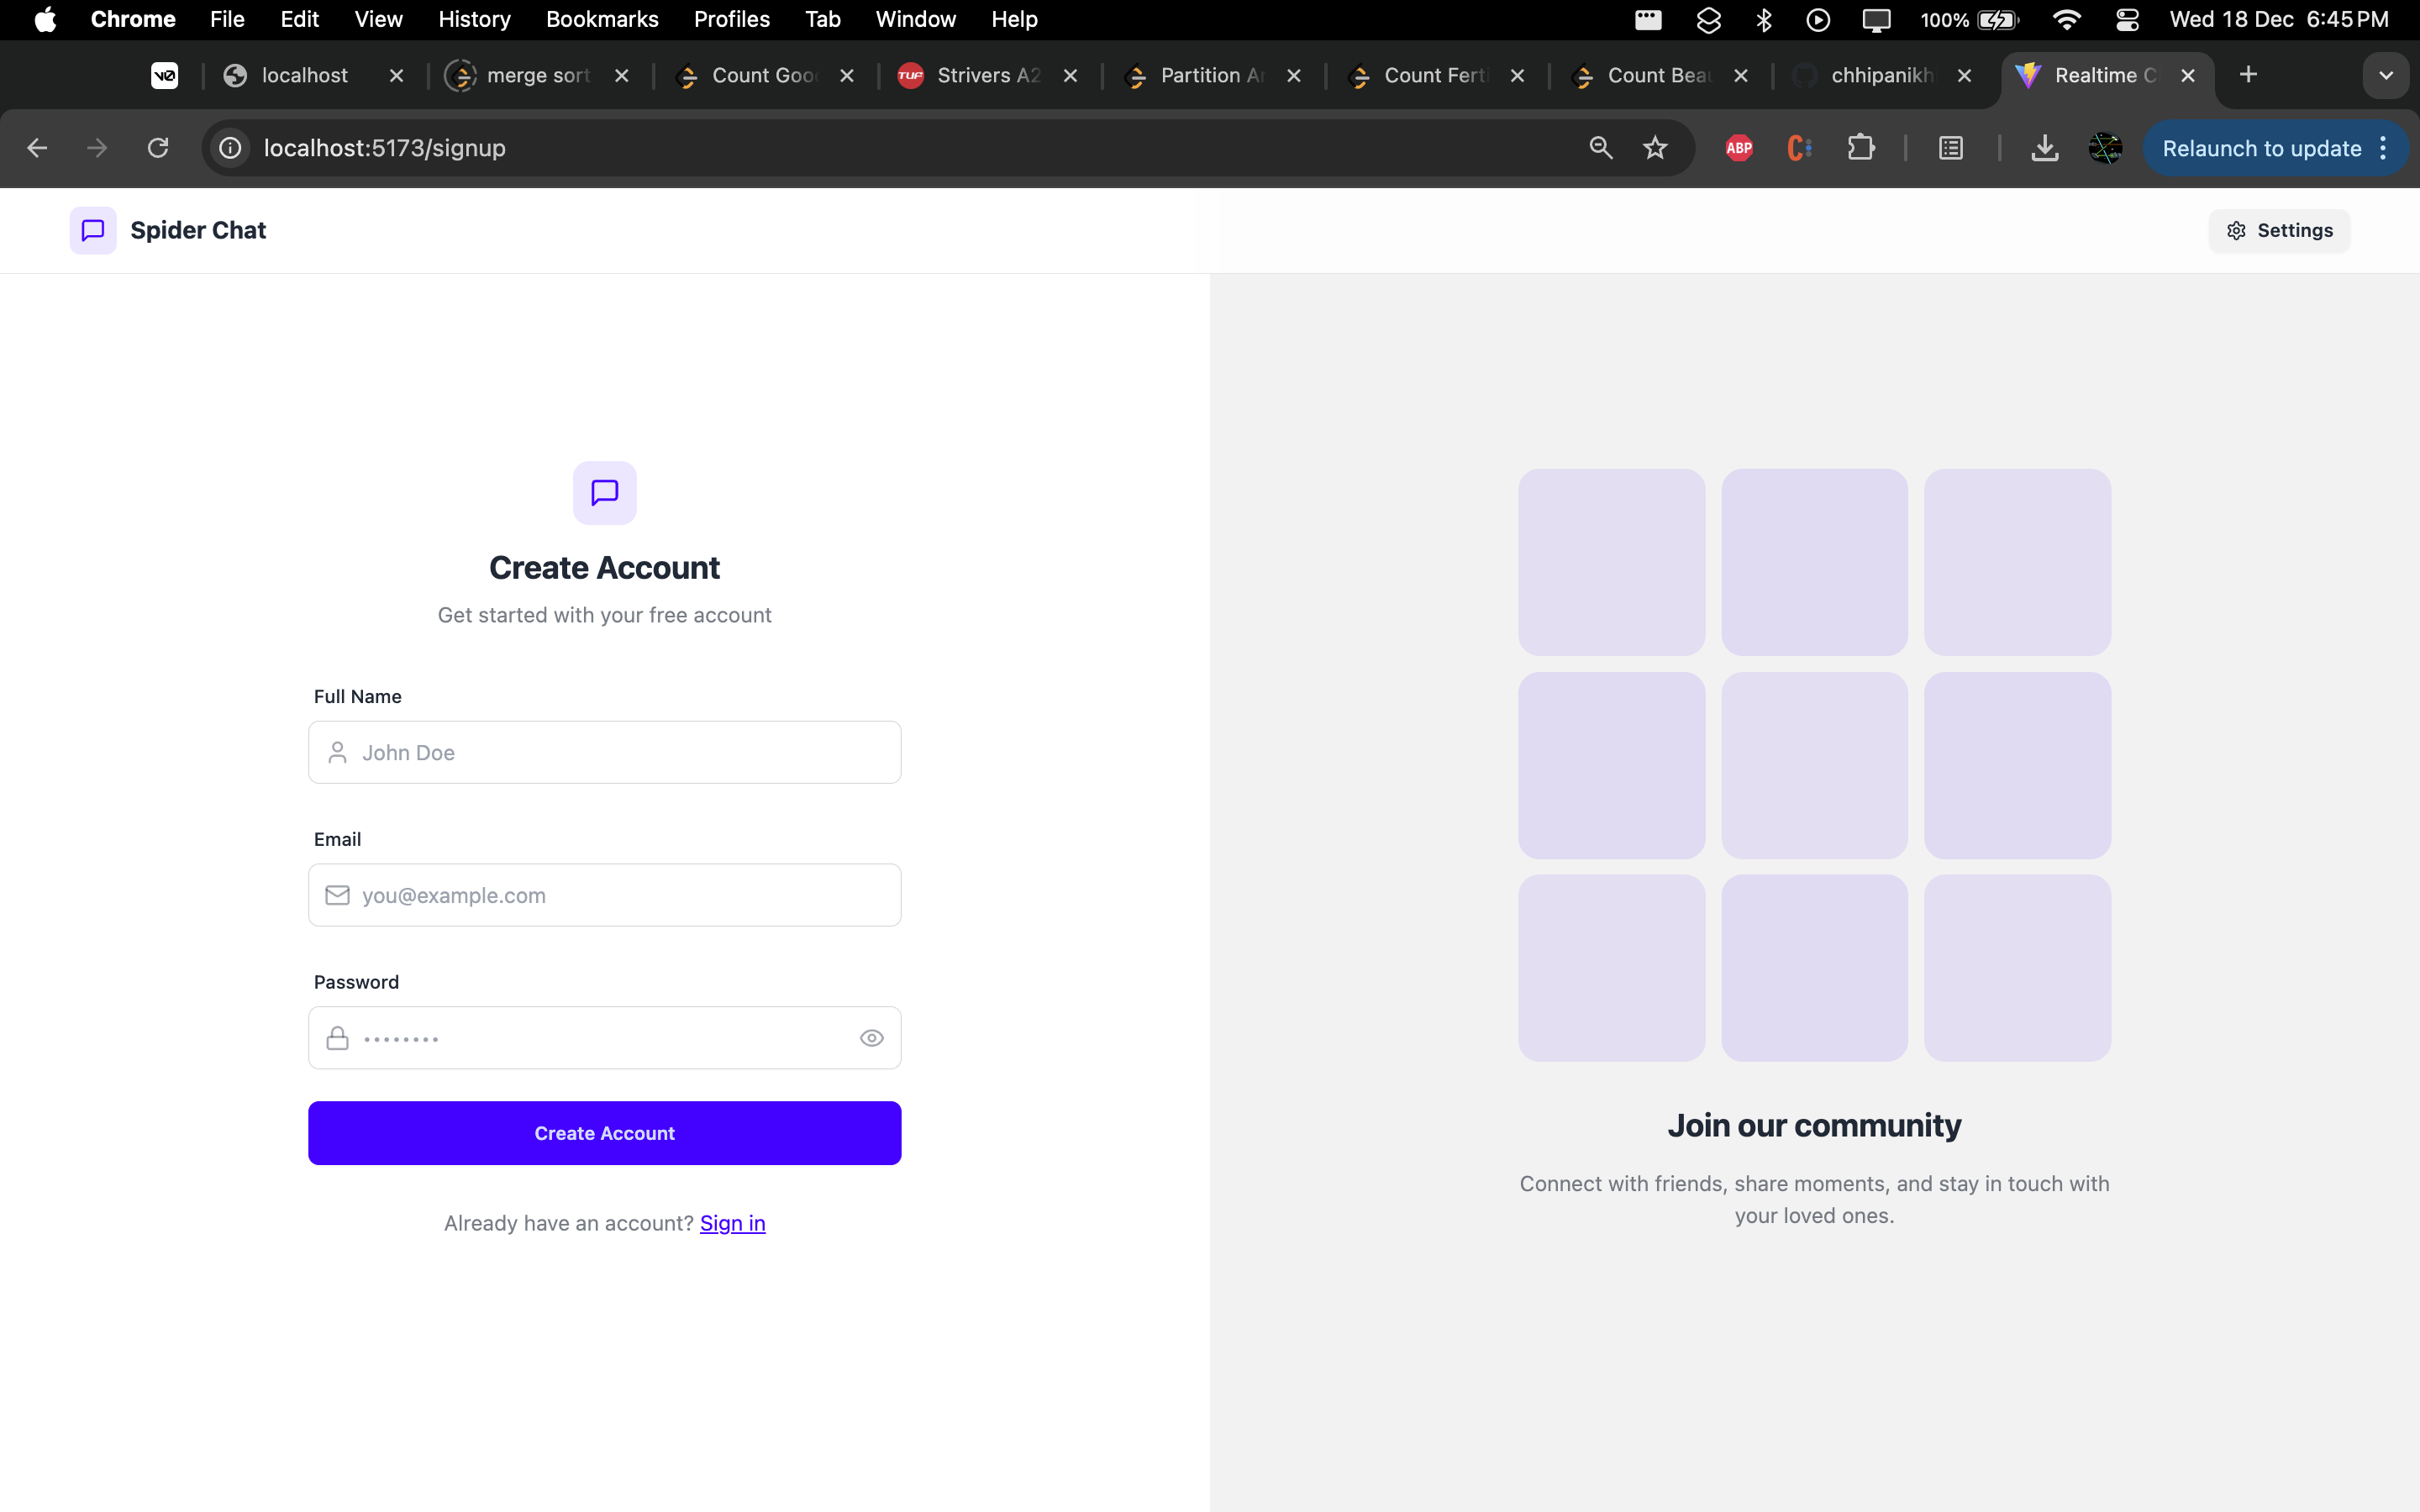 Chrome File Edit View History Bookmarks Profiles Tab Window Help 100% Wed 18 Dec 6:45 PM
localhost merge sort Count Goo Strivers A2 Partition Ar Count Ferti Count Bea chhipanikh Realtime C
localhost:5173/signup ABP Relaunch to update
Spider Chat Settings
Create Account
Get started with your free account
Full Name
John Doe
Email
you@example.com
Password
••••••••
Create Account
Already have an account? Sign in
Join our community
Connect with friends, share moments, and stay in touch with
your loved ones.